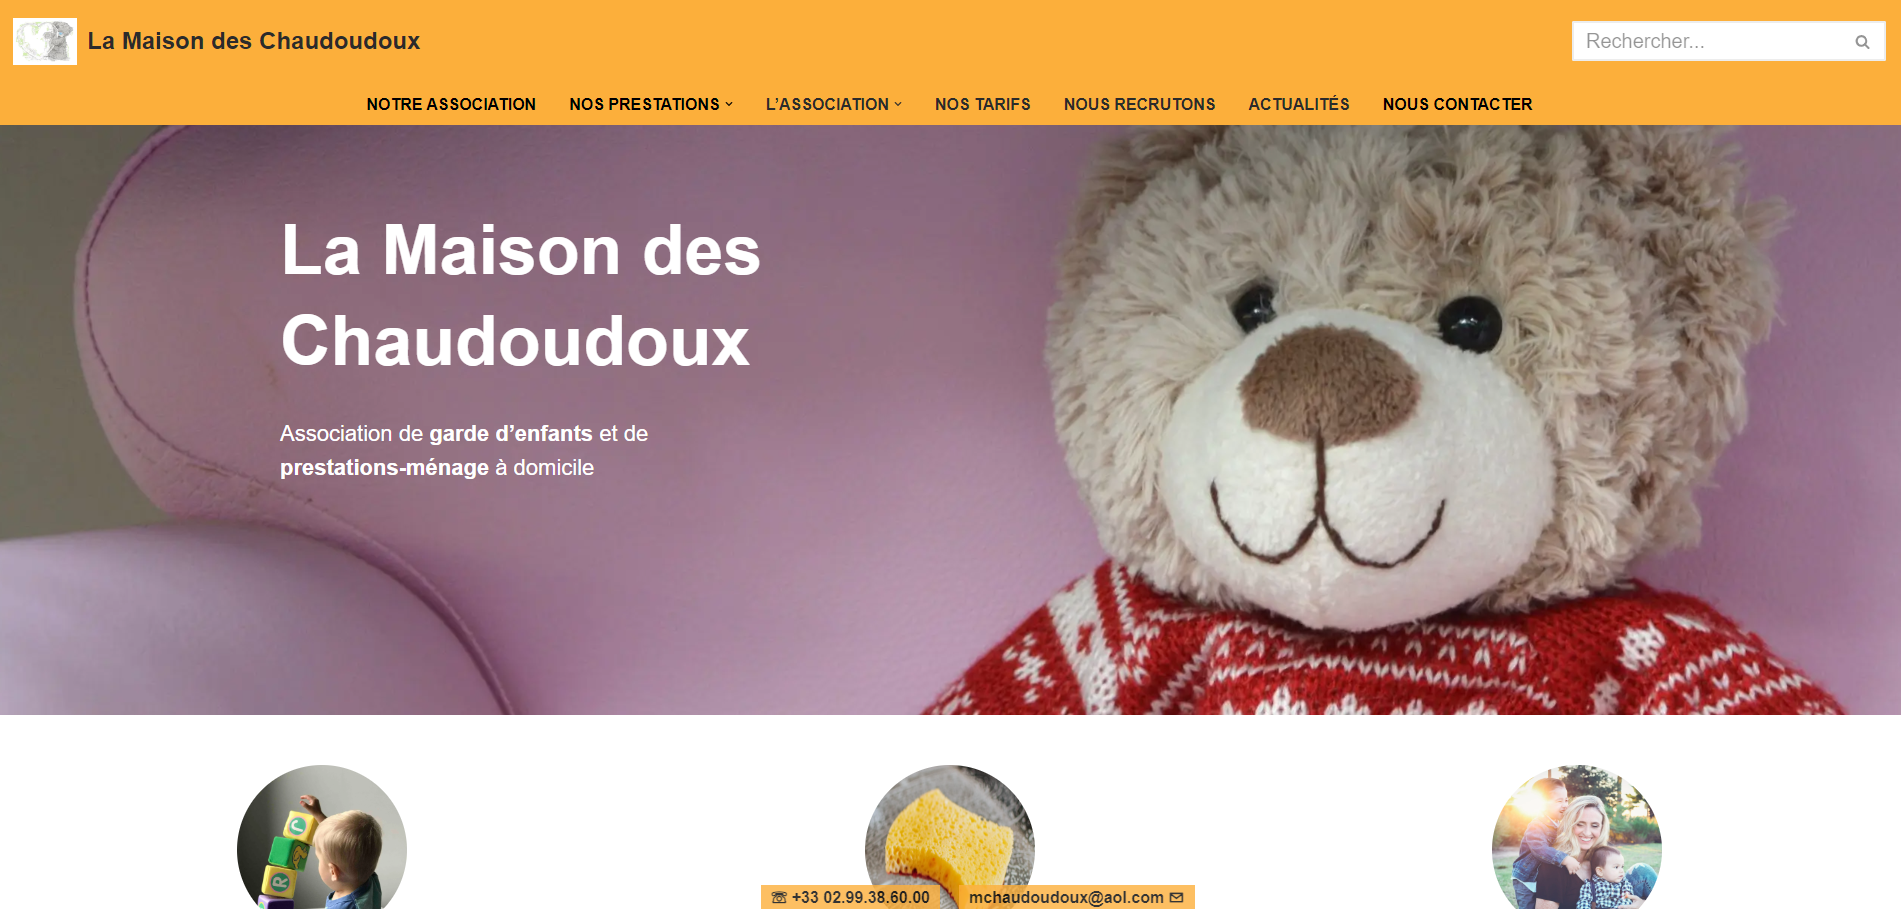 La Maison des Chaudoudoux
Rechercher...
NOTRE ASSOCIATION NOS PRESTATIONS L’ASSOCIATION NOS TARIFS NOUS RECRUTONS ACTUALITÉS NOUS CONTACTER
La Maison des
Chaudoudoux
Association de garde d’enfants et de
prestations-ménage à domicile
R
☏ +33 02.99.38.60.00
mchaudoudoux@aol.com